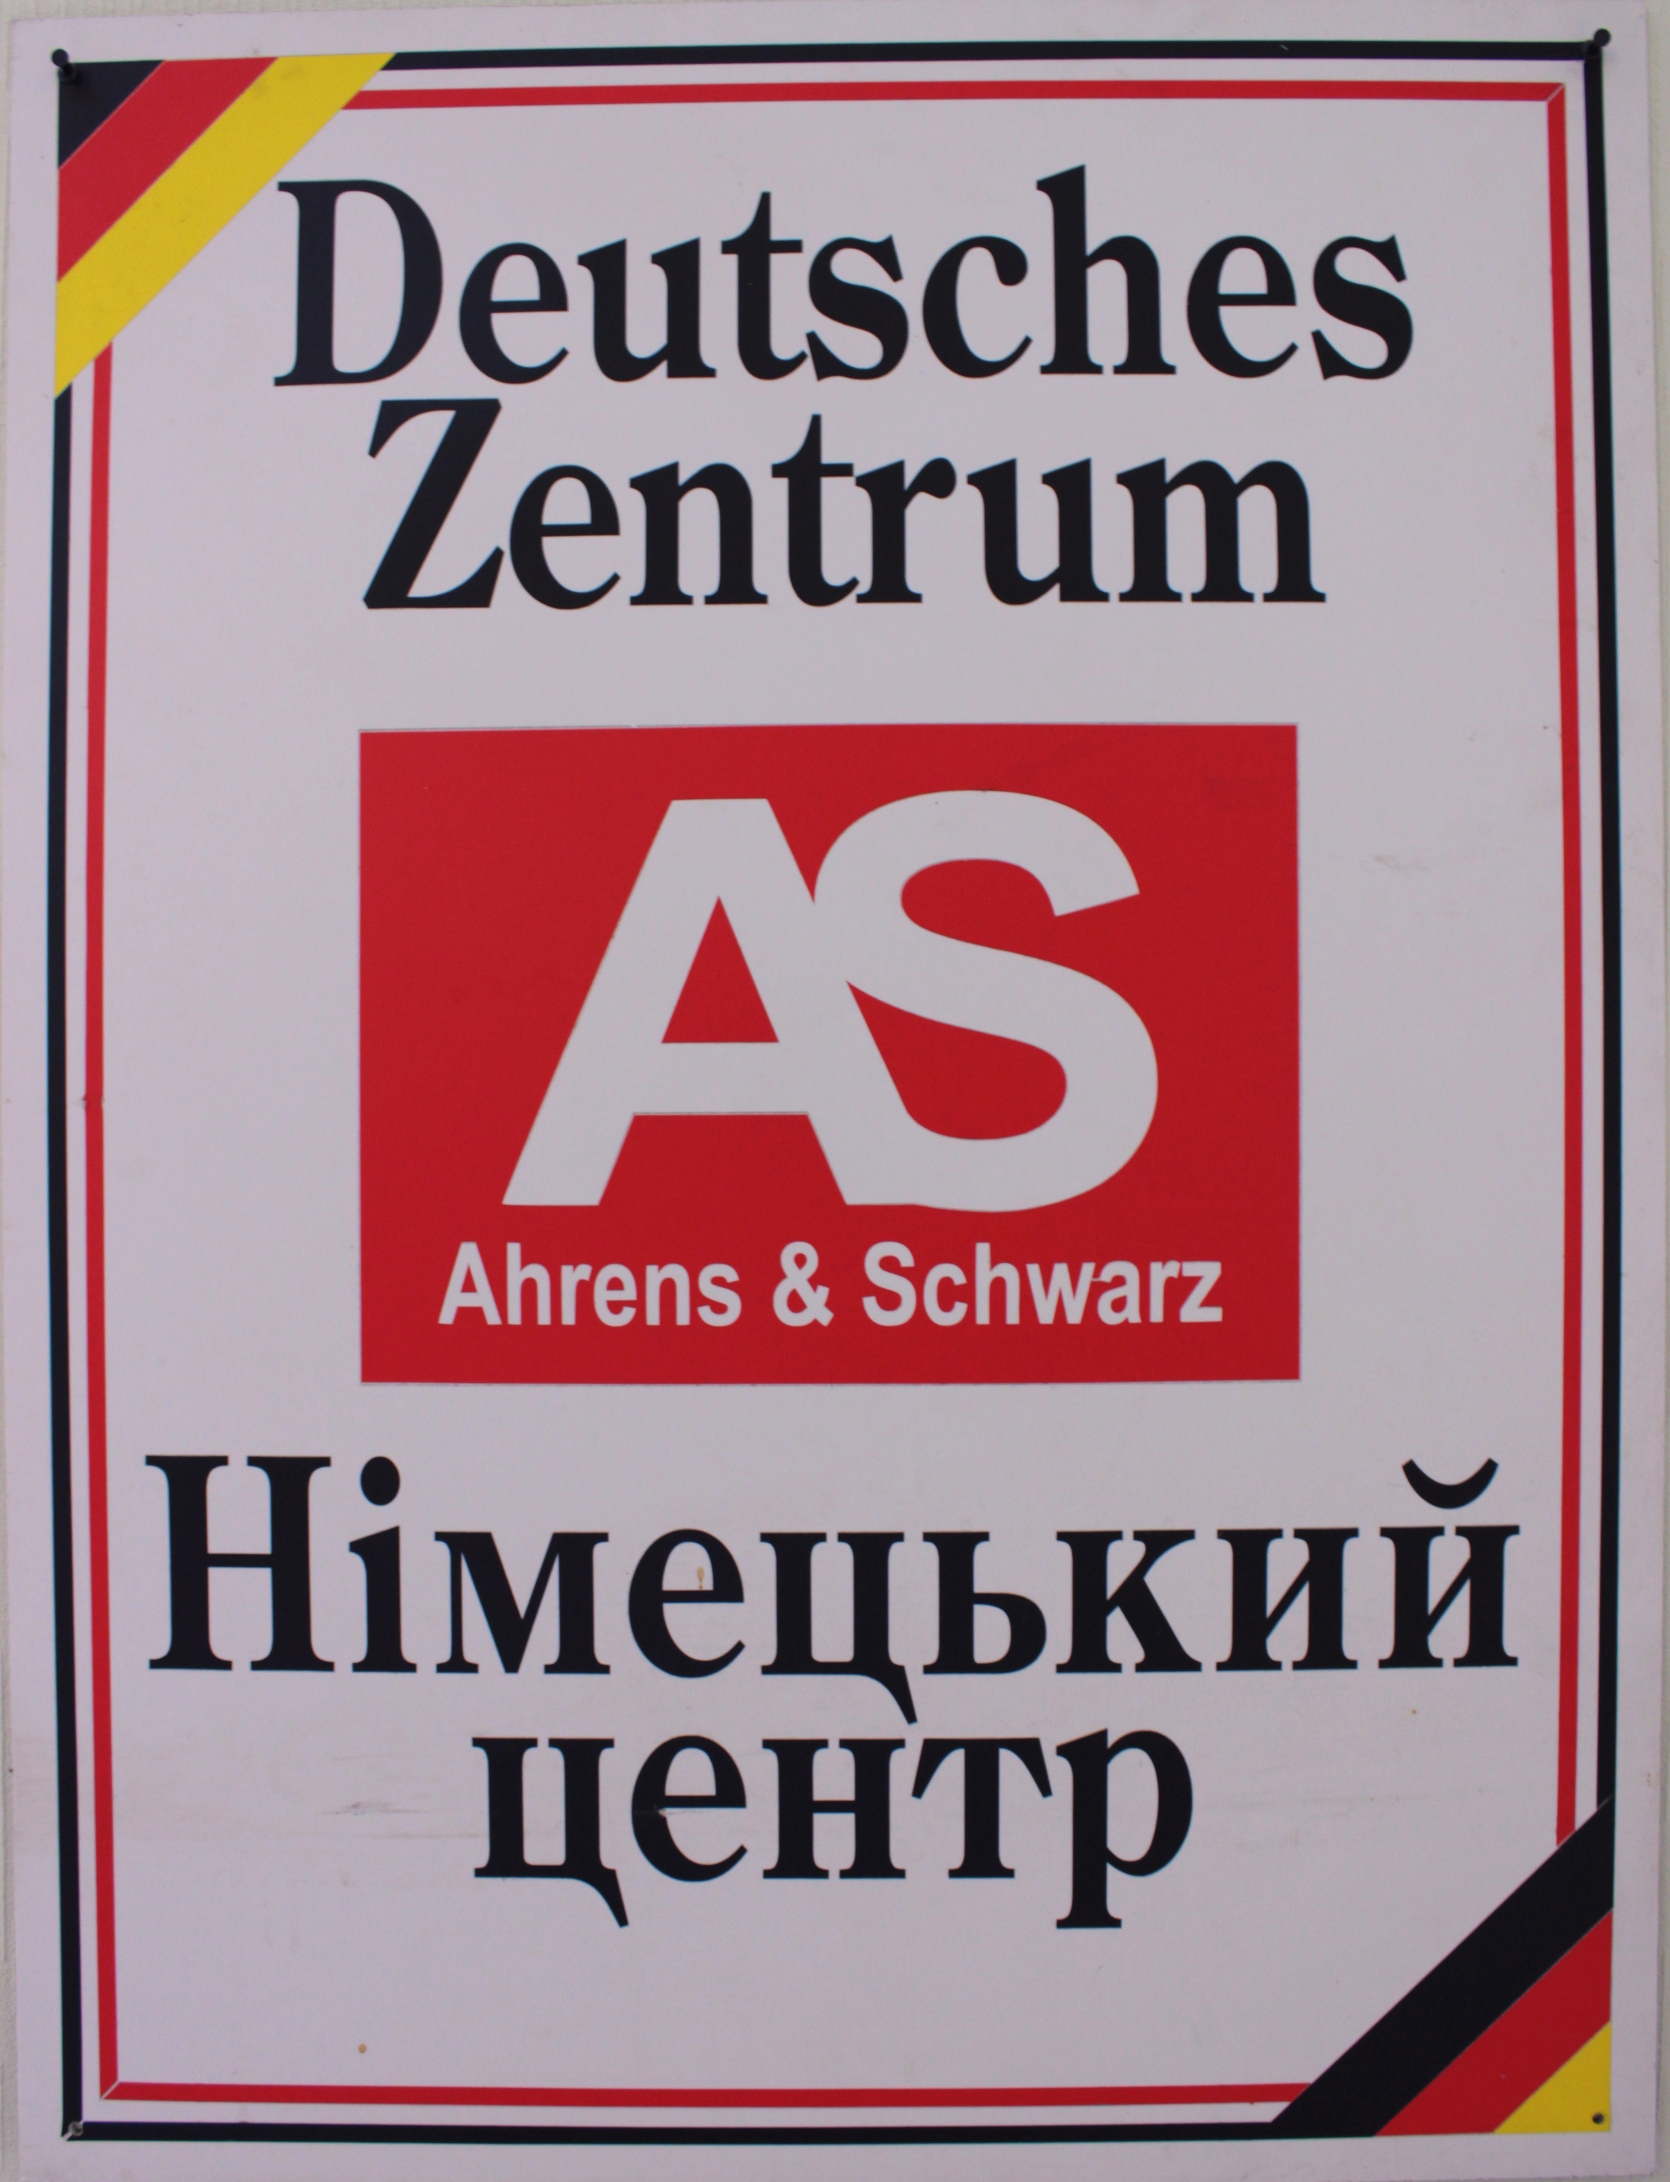 Deutsches
Zentrum
AS
Ahrens & Schwarz
Німецький
центр